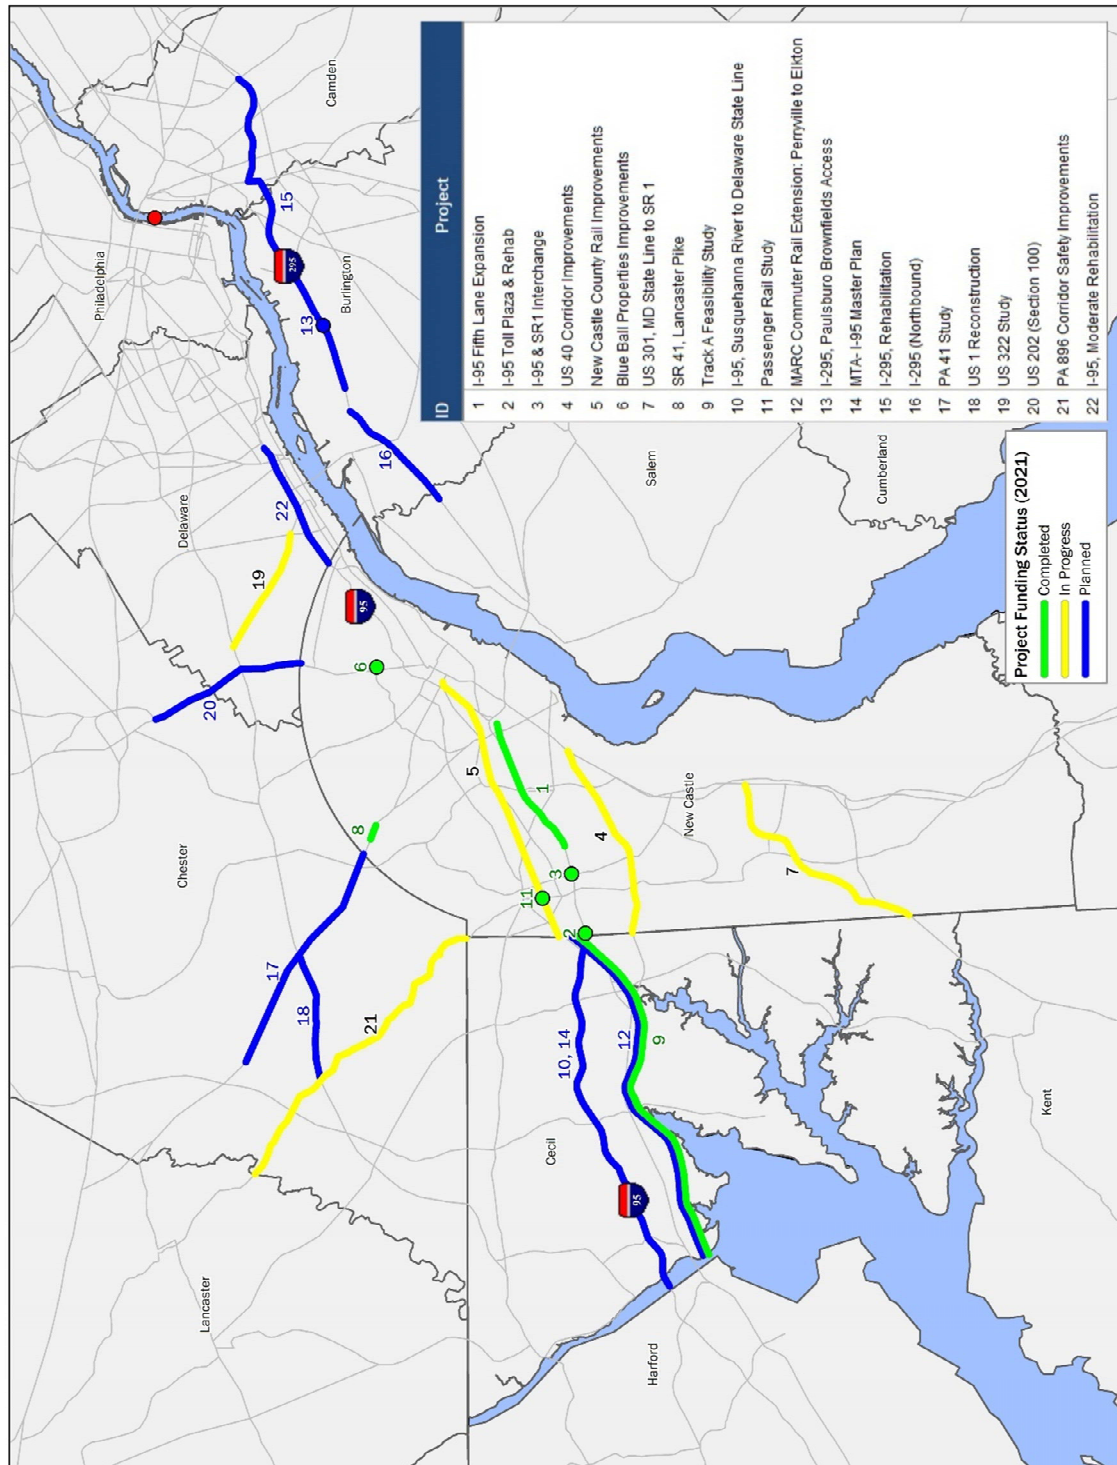 Philadelphia
Camden
15
295
13
Burlington
Delaware
22
16
19
95
20
6
Salem
Cumberland
Chester
8
5
1
New Castle
4
3
11
2
7
17
18
21
10, 14
12
9
Cecil
95
Lancaster
Harford
Kent
ID Project
1 I-95 Fifth Lane Expansion
2 I-95 Toll Plaza & Rehab
3 I-95 & SR1 Interchange
4 US 40 Corridor Improvements
5 New Castle County Rail Improvements
6 Blue Ball Properties Improvements
7 US 301, MD State Line to SR 1
8 SR 41, Lancaster Pike
9 Track A Feasibility Study
10 I-95, Susquehanna River to Delaware State Line
11 Passenger Rail Study
12 MARC Commuter Rail Extension: Perryville to Elkton
13 I-295, Paulsburo Brownfields Access
14 MTA- I-95 Master Plan
15 I-295, Rehabilitation
16 I-295 (Northbound)
17 PA 41 Study
18 US 1 Reconstruction
19 US 322 Study
20 US 202 (Section 100)
21 PA 896 Corridor Safety Improvements
22 I-95, Moderate Rehabilitation
Project Funding Status (2021)
Completed
In Progress
Planned